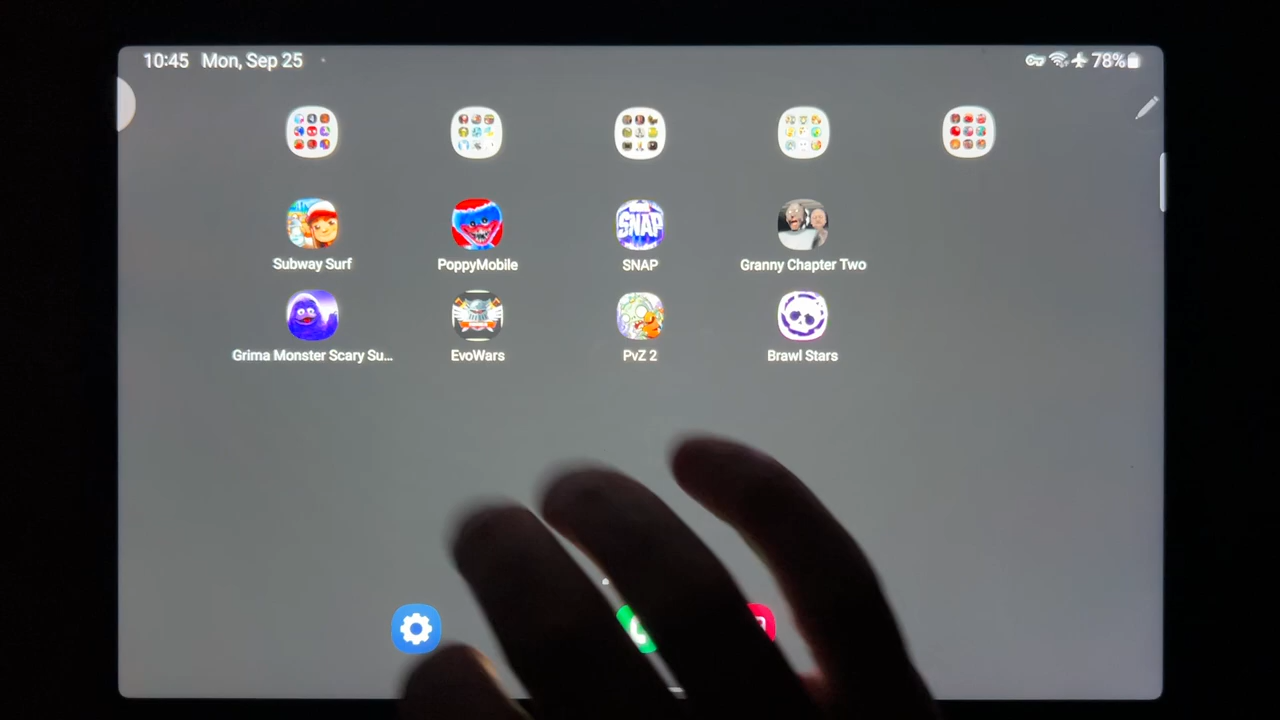 10:45 Mon, Sep 25
78%
SNAP
Subway Surf
PoppyMobile
SNAP
Granny Chapter Two
Grima Monster Scary Su...
EvoWars
PvZ 2
Brawl Stars